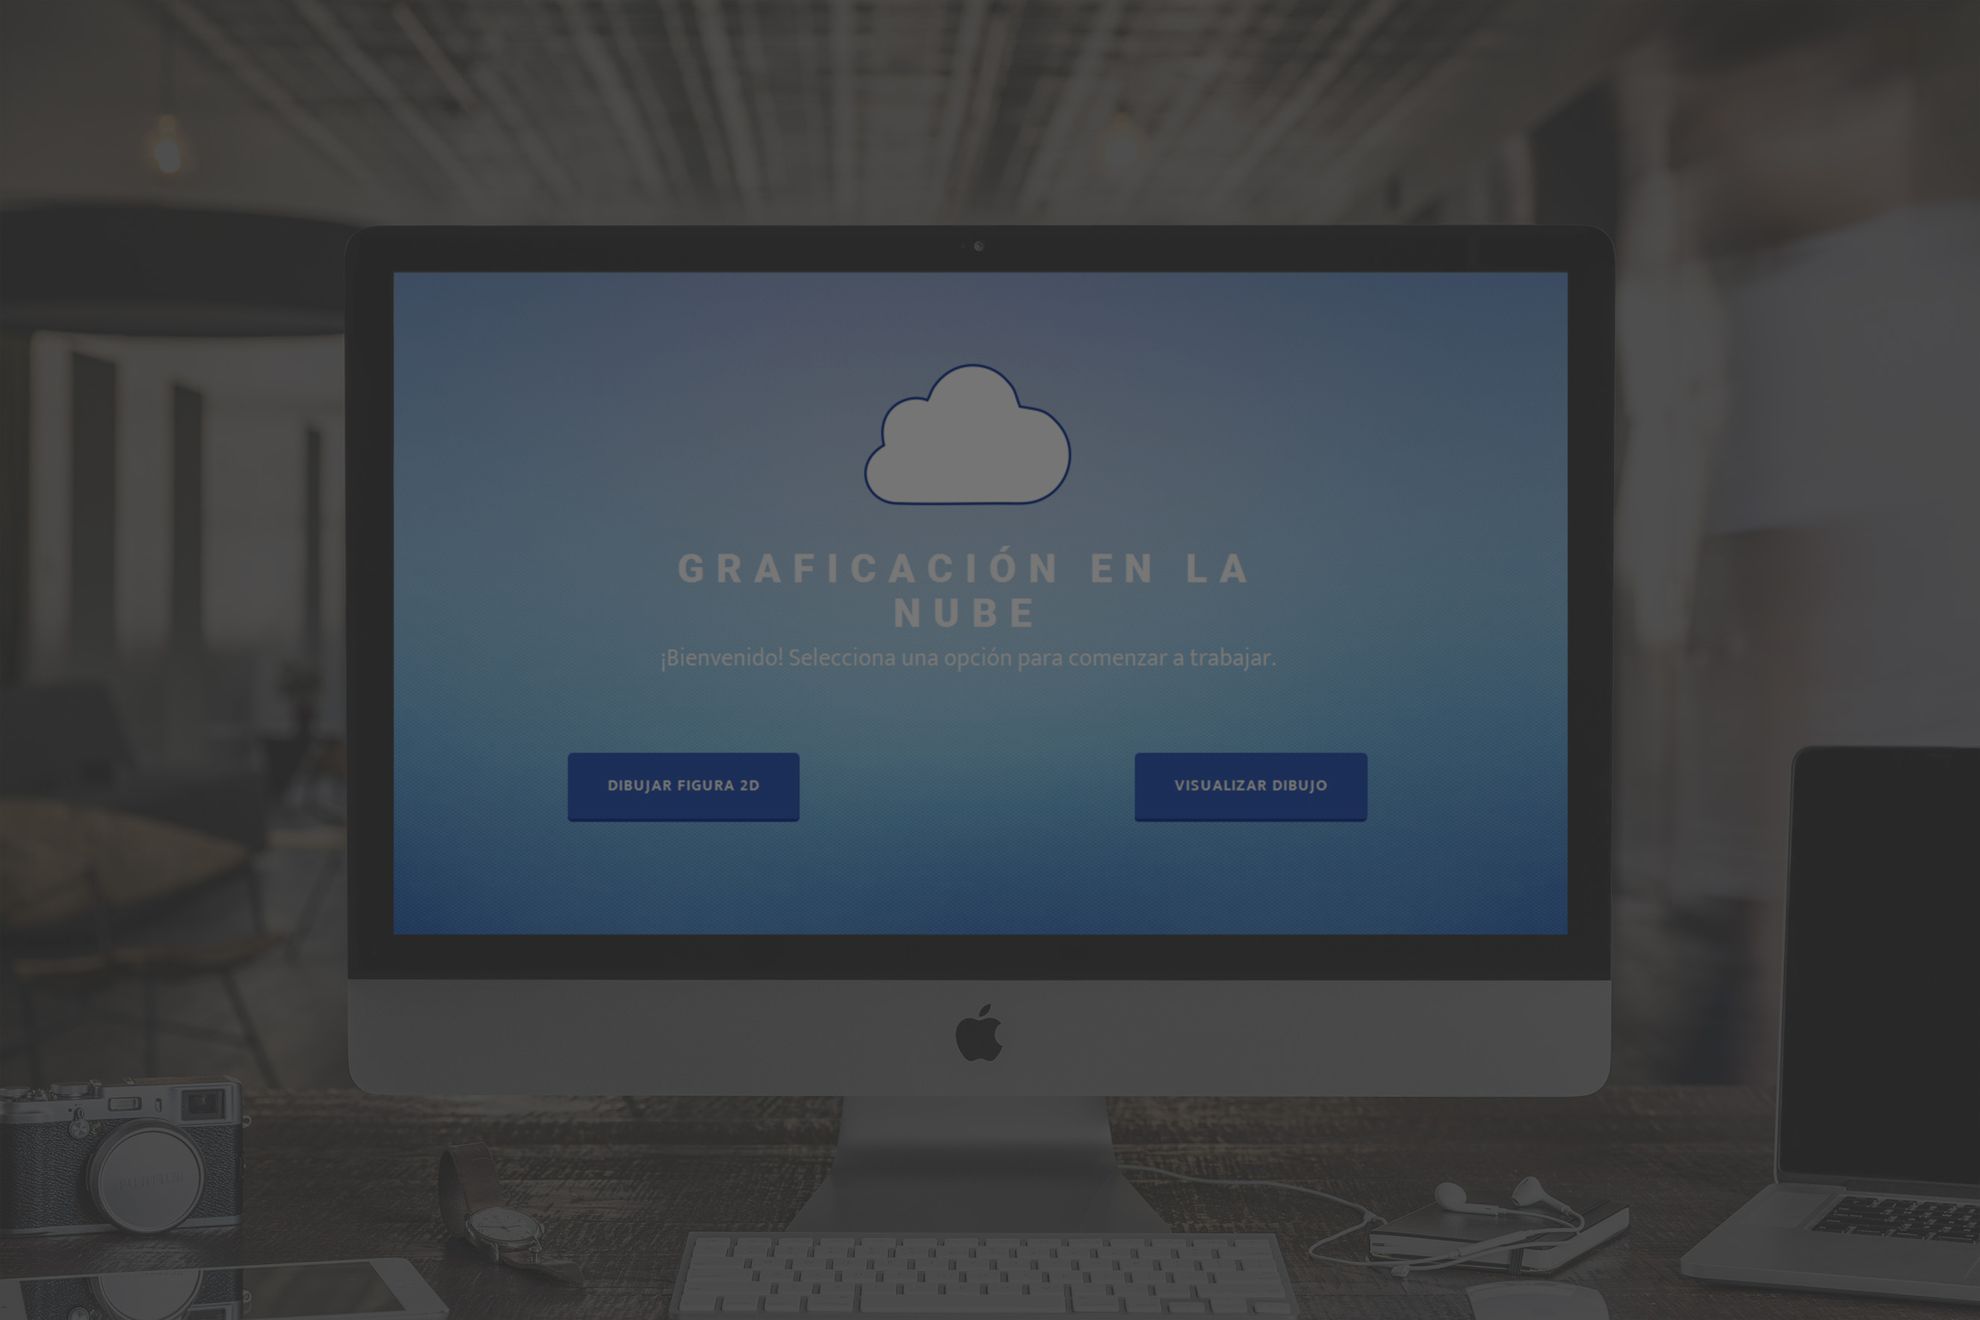 GRAFICACIÓN EN LA
NUBE
¡Bienvenido! Selecciona una opción para comenzar a trabajar.
DIBUJAR FIGURA 2D
VISUALIZAR DIBUJO